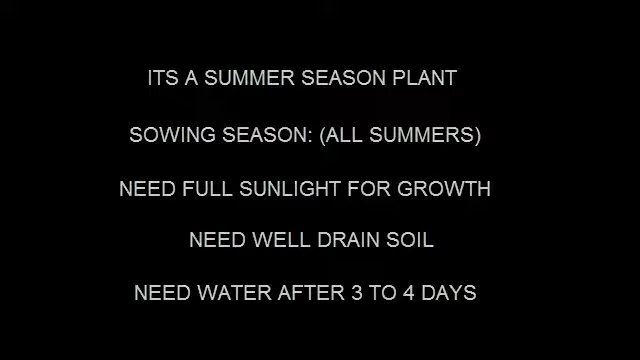 ITS A SUMMER SEASON PLANT
SOWING SEASON: (ALL SUMMERS)
NEED FULL SUNLIGHT FOR GROWTH
NEED WELL DRAIN SOIL
NEED WATER AFTER 3 TO 4 DAYS